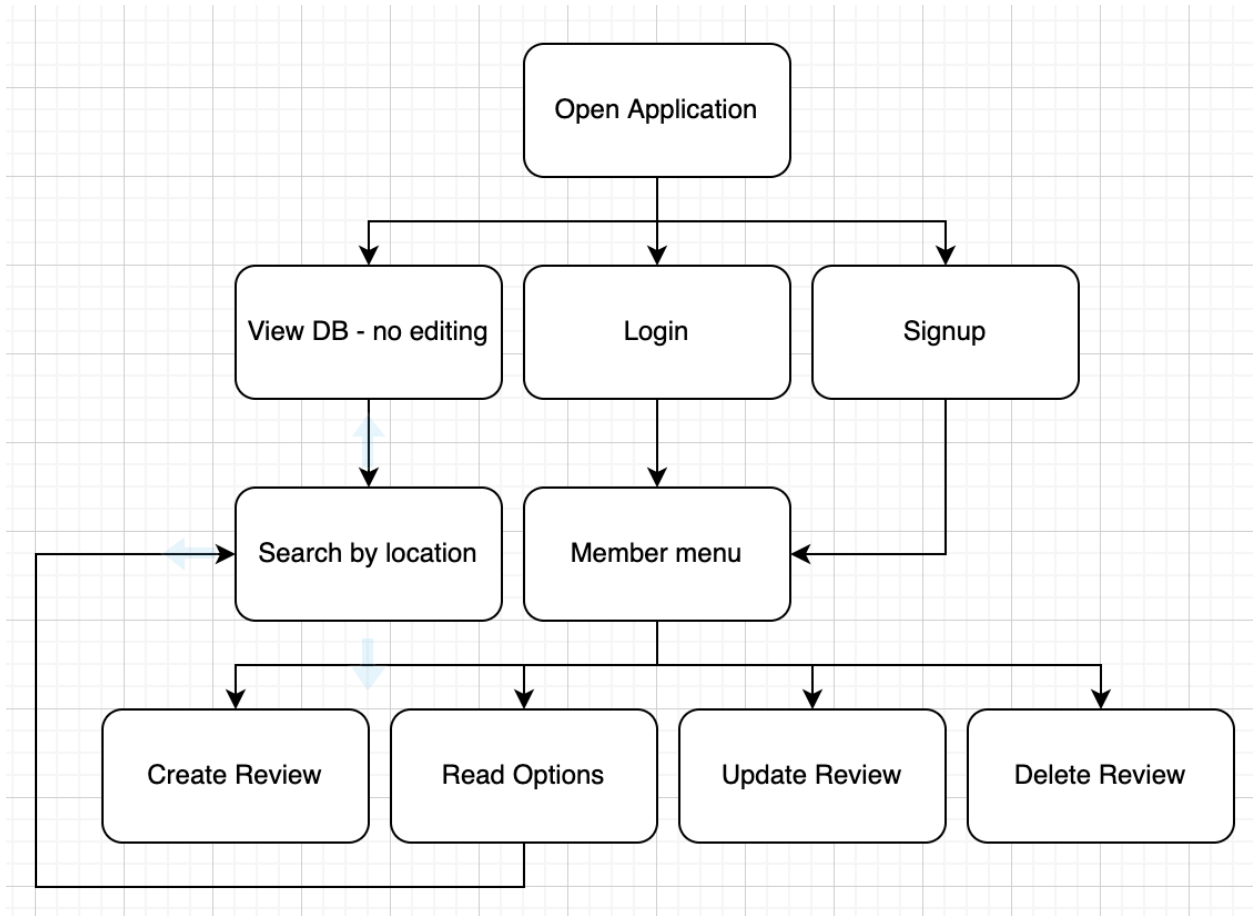 Open Application
View DB - no editing
Login
Signup
Search by location
Member menu
Create Review
Read Options
Update Review
Delete Review